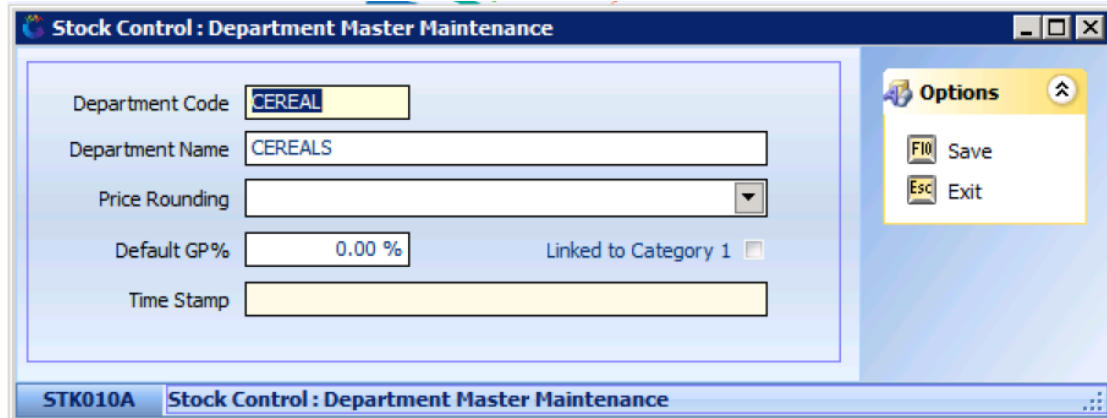 Stock Control : Department Master Maintenance
Department Code CEREAL
Department Name CEREALS
Price Rounding
Default GP% 0.00 % Linked to Category 1
Time Stamp
Options
F10 Save
Esc Exit
STK010A Stock Control : Department Master Maintenance